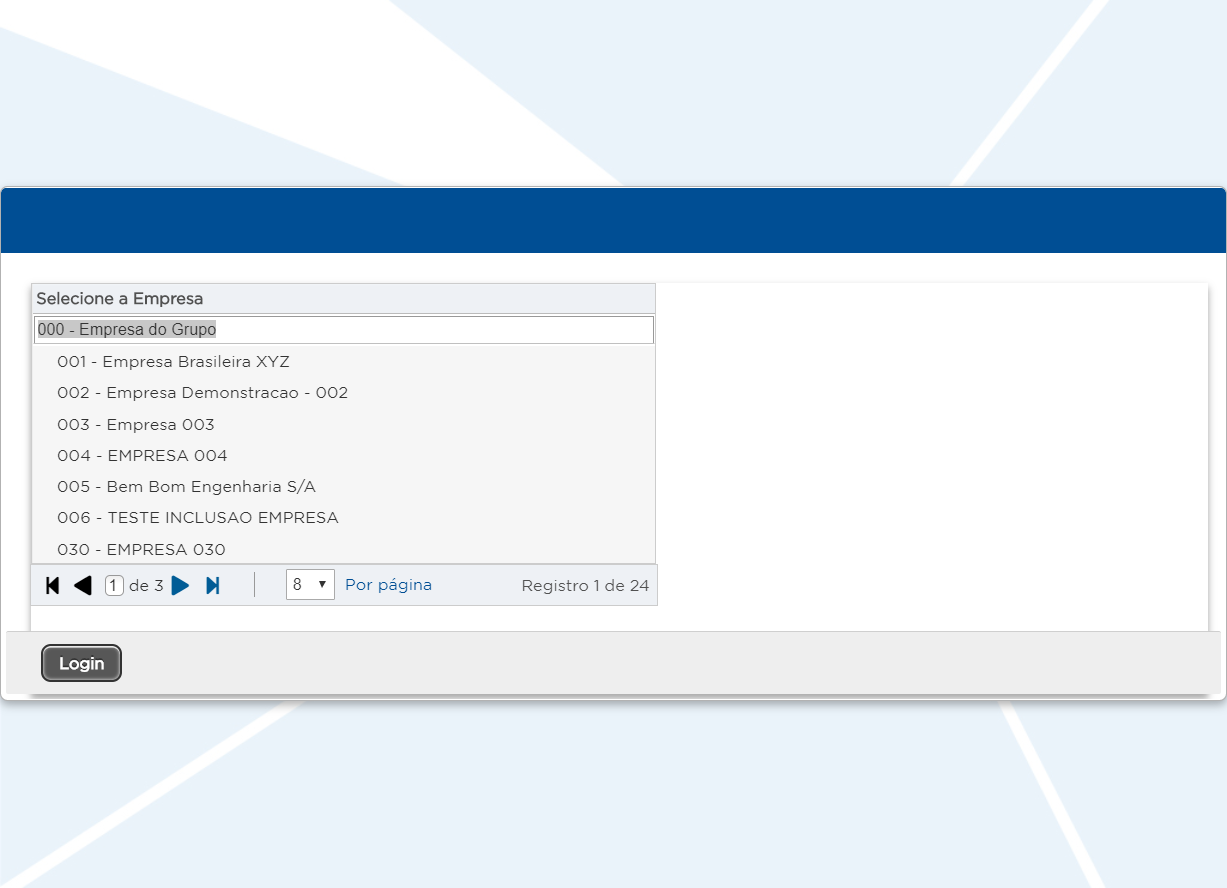 Selecione a Empresa
000 - Empresa do Grupo
001 - Empresa Brasileira XYZ
002 - Empresa Demonstracao - 002
003 - Empresa 003
004 - EMPRESA 004
005 - Bem Bom Engenharia S/A
006 - TESTE INCLUSAO EMPRESA
030 - EMPRESA 030
1 de 3 8 Por página Registro 1 de 24
Login